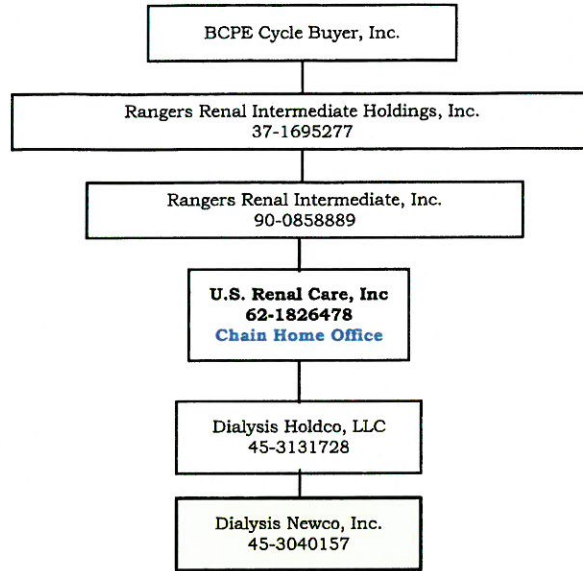 BCPE Cycle Buyer, Inc.
Rangers Renal Intermediate Holdings, Inc.
37-1695277
Rangers Renal Intermediate, Inc.
90-0858889
U.S. Renal Care, Inc
62-1826478
Chain Home Office
Dialysis Holdco, LLC
45-3131728
Dialysis Newco, Inc.
45-3040157